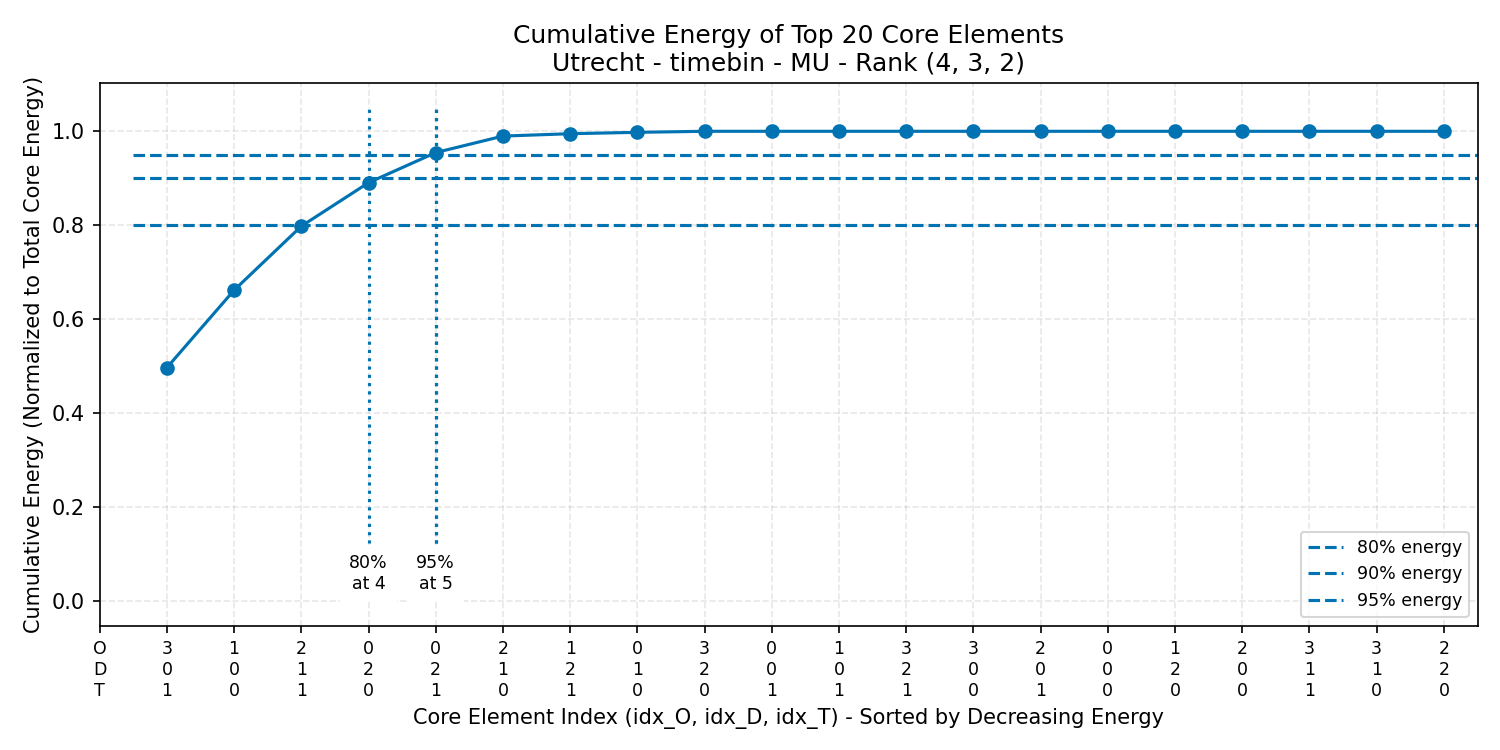 Cumulative Energy of Top 20 Core Elements
Utrecht - timebin - MU - Rank (4, 3, 2)
Cumulative Energy (Normalized to Total Core Energy)
1.0
0.8
0.6
0.4
0.2
0.0
80% 95%
at 4 at 5
80% energy
90% energy
95% energy
O 3 1 2 0 0 2 1 0 3 0 1 3 3 2 0 1 2 3 3 2
D 0 0 1 2 2 1 2 1 2 0 0 2 0 0 0 2 0 1 1 2
T 1 0 1 0 1 0 1 0 0 1 1 1 0 1 0 0 0 1 0 0
Core Element Index (idx_O, idx_D, idx_T) - Sorted by Decreasing Energy